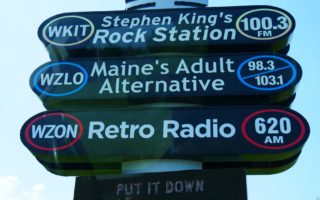 WKIT Stephen King's 100.3
Rock Station FM
WZLO Maine's Adult 98.3
Alternative 103.1
WZON Retro Radio 620
AM
PUT IT DOWN